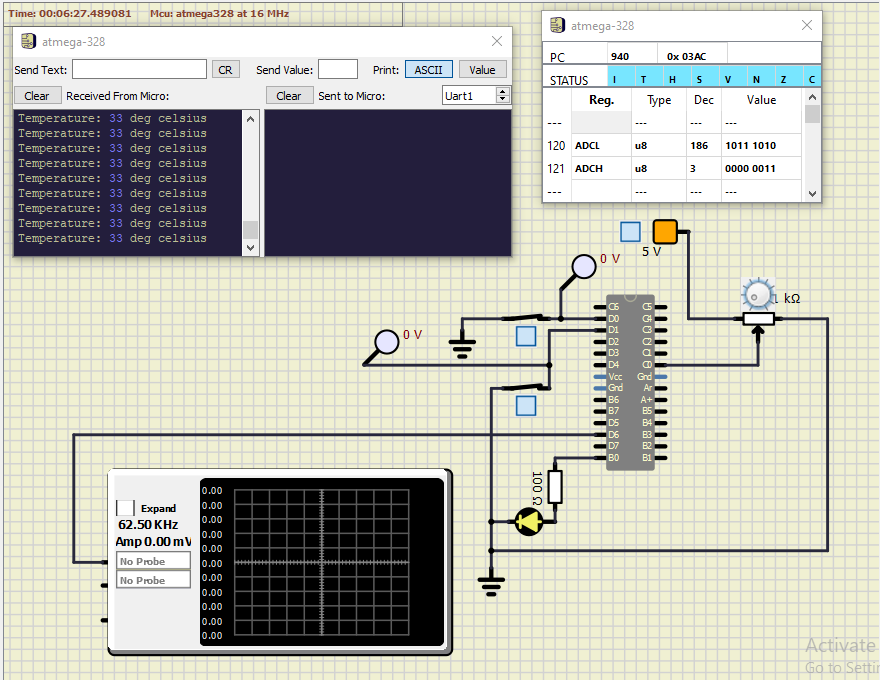 Time: 00:06:27.489081 Mcu: atmega328 at 16 MHz
atmega-328
Send Text: CR Send Value: Print: ASCII Value
Clear Received From Micro: Clear Sent to Micro: Uart1
Temperature: 33 deg celsius
Temperature: 33 deg celsius
Temperature: 33 deg celsius
Temperature: 33 deg celsius
Temperature: 33 deg celsius
Temperature: 33 deg celsius
Temperature: 33 deg celsius
Temperature: 33 deg celsius
Temperature: 33 deg celsius
atmega-328
PC 940 0x 03AC
STATUS I T H S V N Z C
Reg. Type Dec Value
--- --- --- ---
120 ADCL u8 186 1011 1010
121 ADCH u8 3 0000 0011
--- --- --- ---
5 V
0 V
1 kΩ
0 V
C6 C5
D0 C4
D1 C3
D2 C2
D3 C1
D4 C0
Vcc Gnd
Gnd Ar
B6 A+
B7 B5
D5 B4
D6 B3
D7 B2
B0 B1
100 Ω
Expand
62.50 KHz
Amp 0.00 mV
No Probe
No Probe
0.00
0.00
0.00
0.00
0.00
0.00
0.00
0.00
0.00
0.00
0.00
Activate
Go to Setti